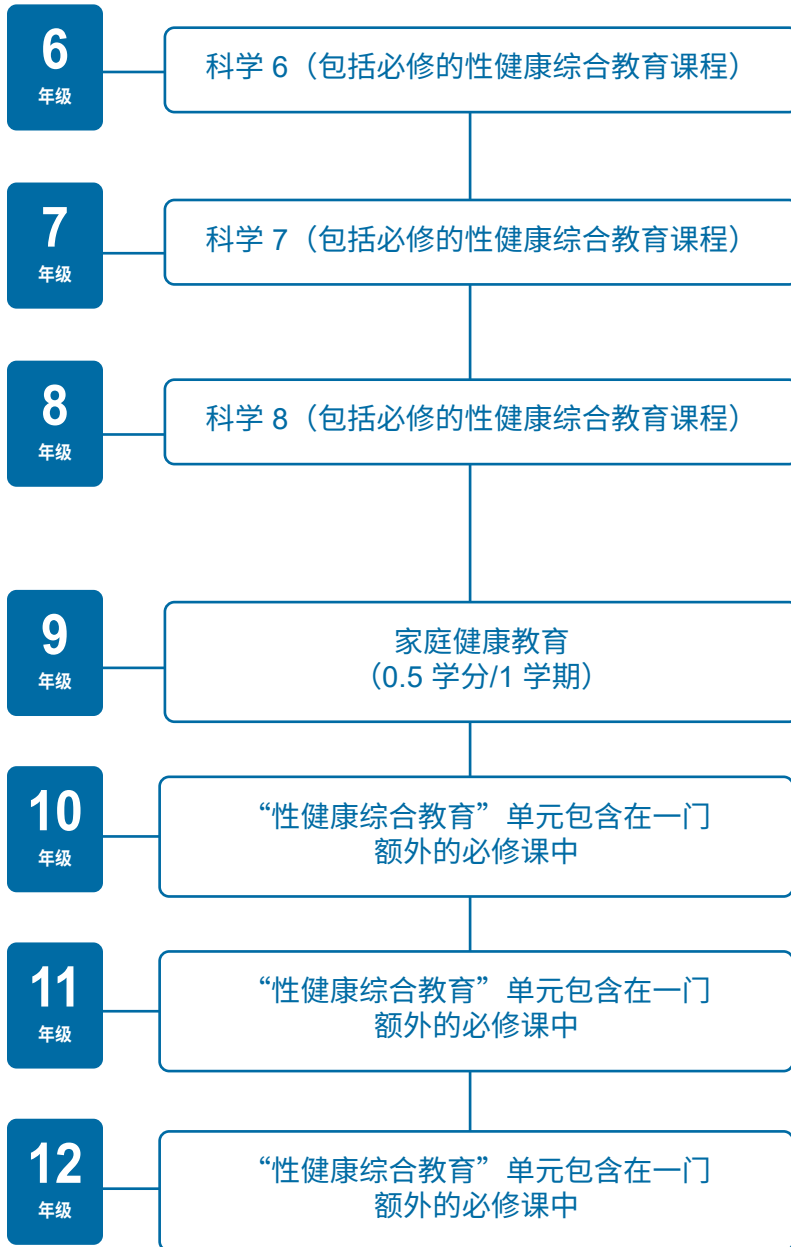 6
年级
科学 6（包括必修的性健康综合教育课程）
7
年级
科学 7（包括必修的性健康综合教育课程）
8
年级
科学 8（包括必修的性健康综合教育课程）
9
年级
家庭健康教育
（0.5 学分/1 学期）
10
年级
“性健康综合教育”单元包含在一门
额外的必修课中
11
年级
“性健康综合教育”单元包含在一门
额外的必修课中
12
年级
“性健康综合教育”单元包含在一门
额外的必修课中